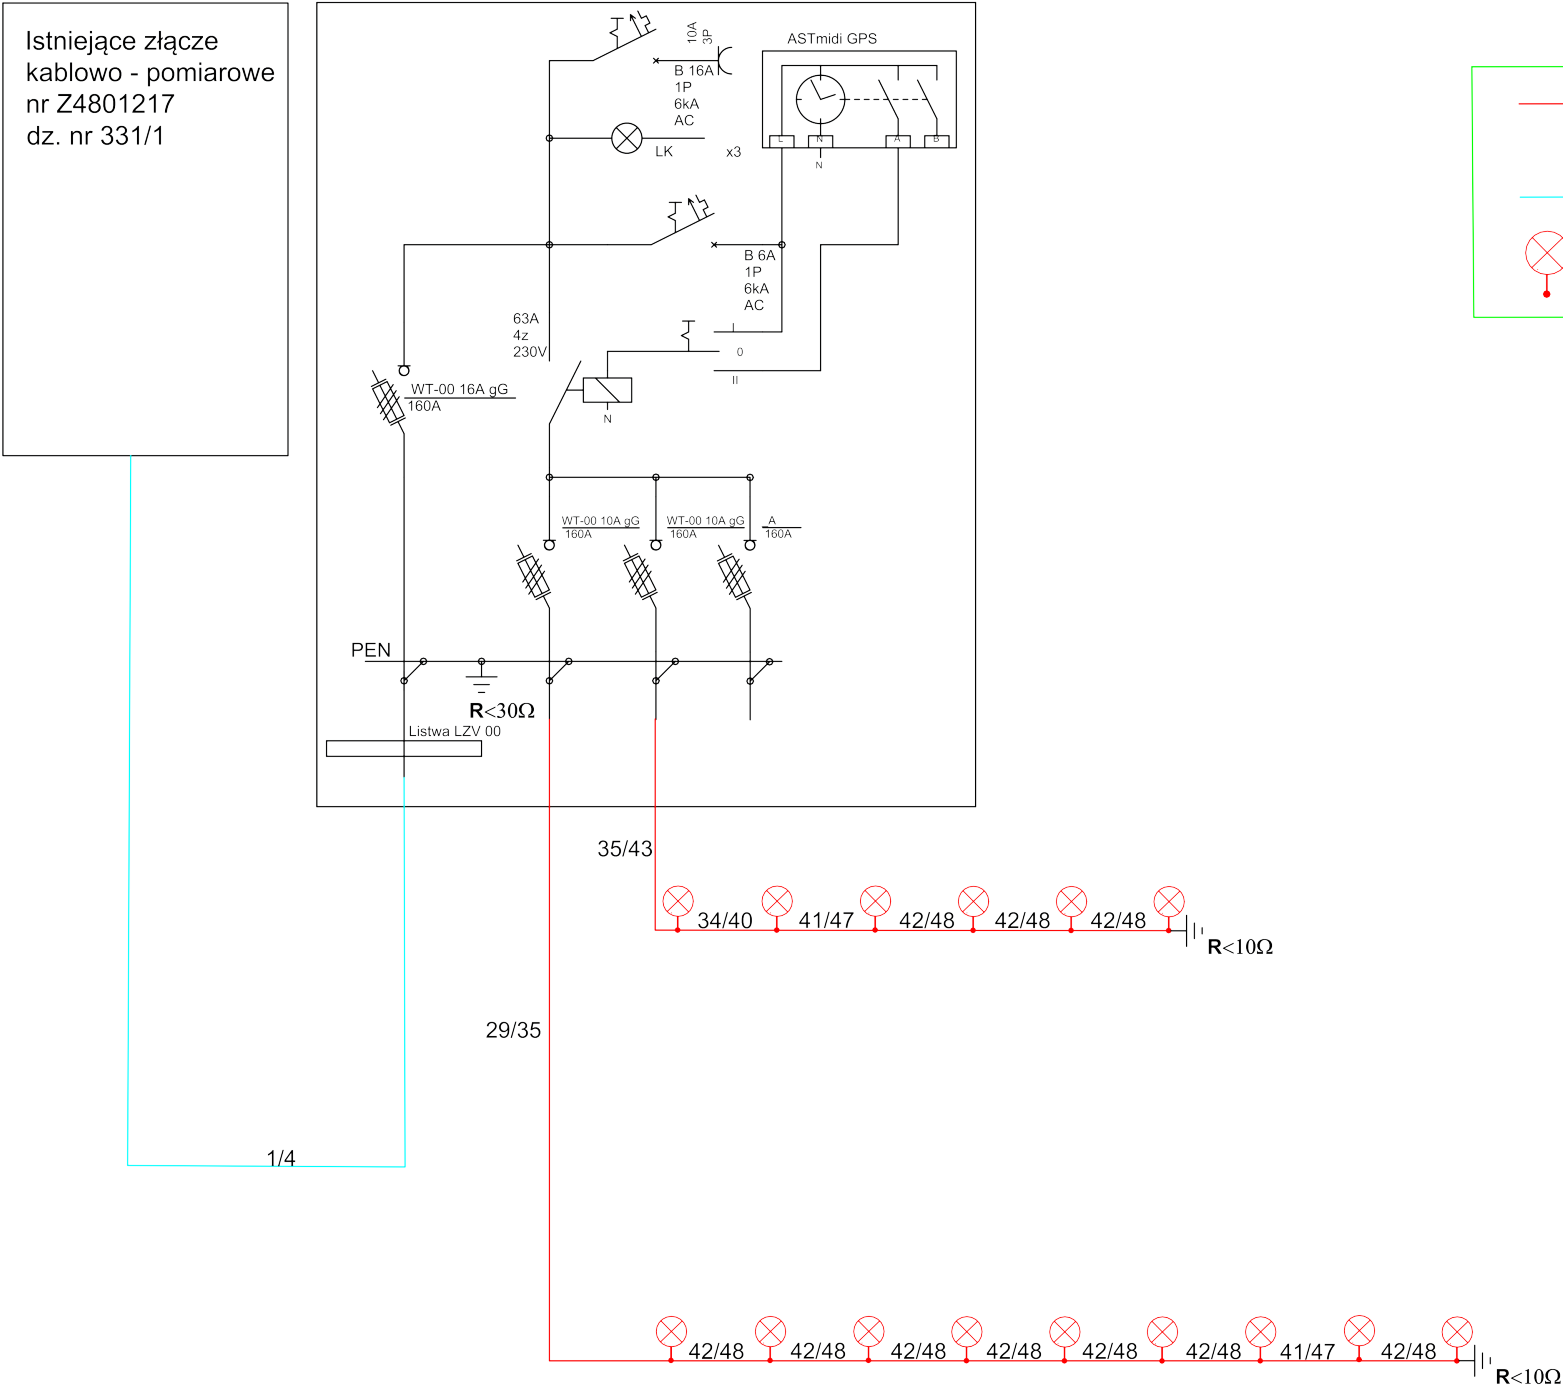 Istniejące złącze
kablowo - pomiarowe
nr Z4801217
dz. nr 331/1
10A
3P
B 16A
1P
6kA
AC
ASTmidi GPS
L
N
A
B
N
LK
x3
B 6A
1P
6kA
AC
63A
4z
230V
I
0
II
N
WT-00 16A gG
160A
WT-00 10A gG
160A
WT-00 10A gG
160A
_A
160A
PEN
R<30Ω
Listwa LZV 00
35/43
34/40
41/47
42/48
42/48
42/48
R<10Ω
29/35
1/4
42/48
42/48
42/48
42/48
42/48
42/48
41/47
42/48
R<10Ω